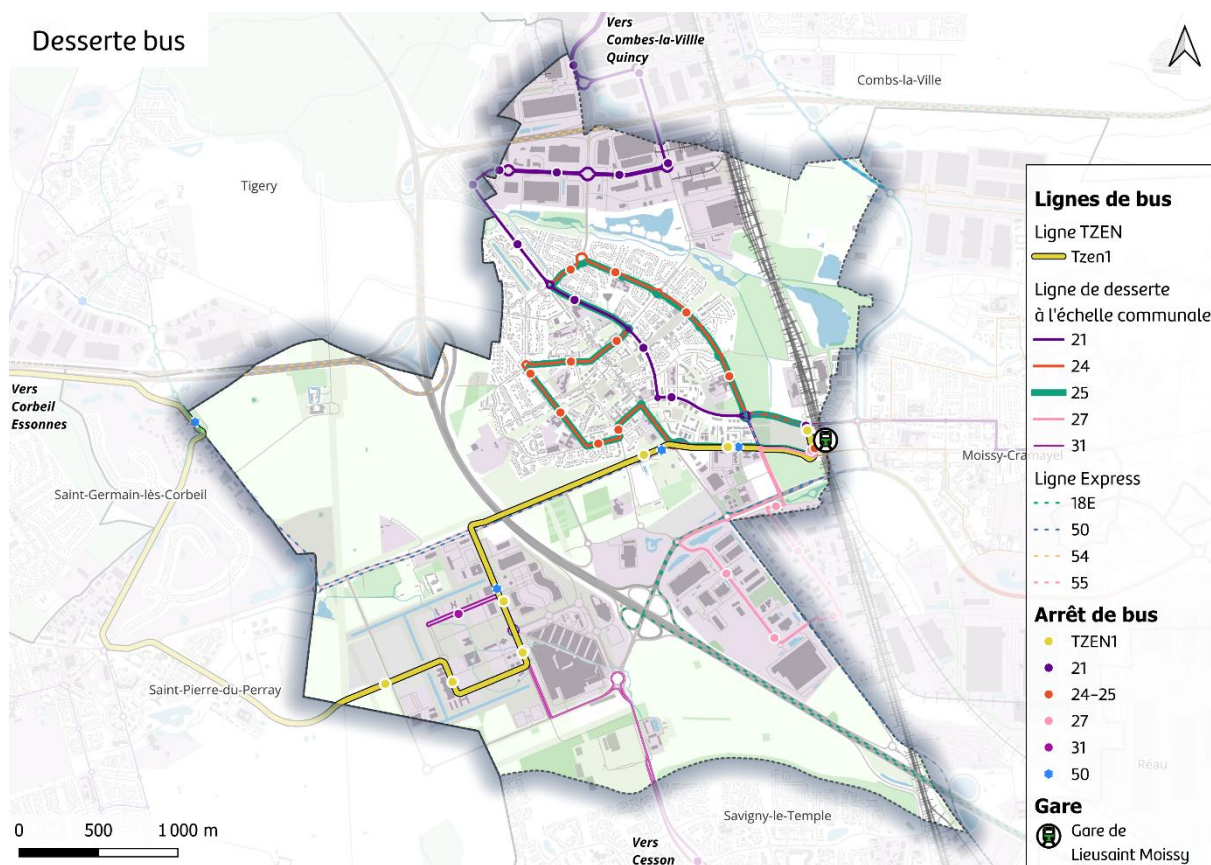 Desserte bus
Vers
Combes-la-Villle
Quincy
Combs-la-Ville
Tigery
Vers
Corbeil
Essonnes
Saint-Germain-lès-Corbeil
Moissy-Cramayel
Saint-Pierre-du-Perray
Réau
Savigny-le-Temple
Vers
Cesson
0 500 1 000 m
Lignes de bus
Ligne TZEN
Tzen1
Ligne de desserte
à l'échelle communale
21
24
25
27
31
Ligne Express
18E
50
54
55
Arrêt de bus
TZEN1
21
24-25
27
31
50
Gare
Gare de
Lieusaint Moissy